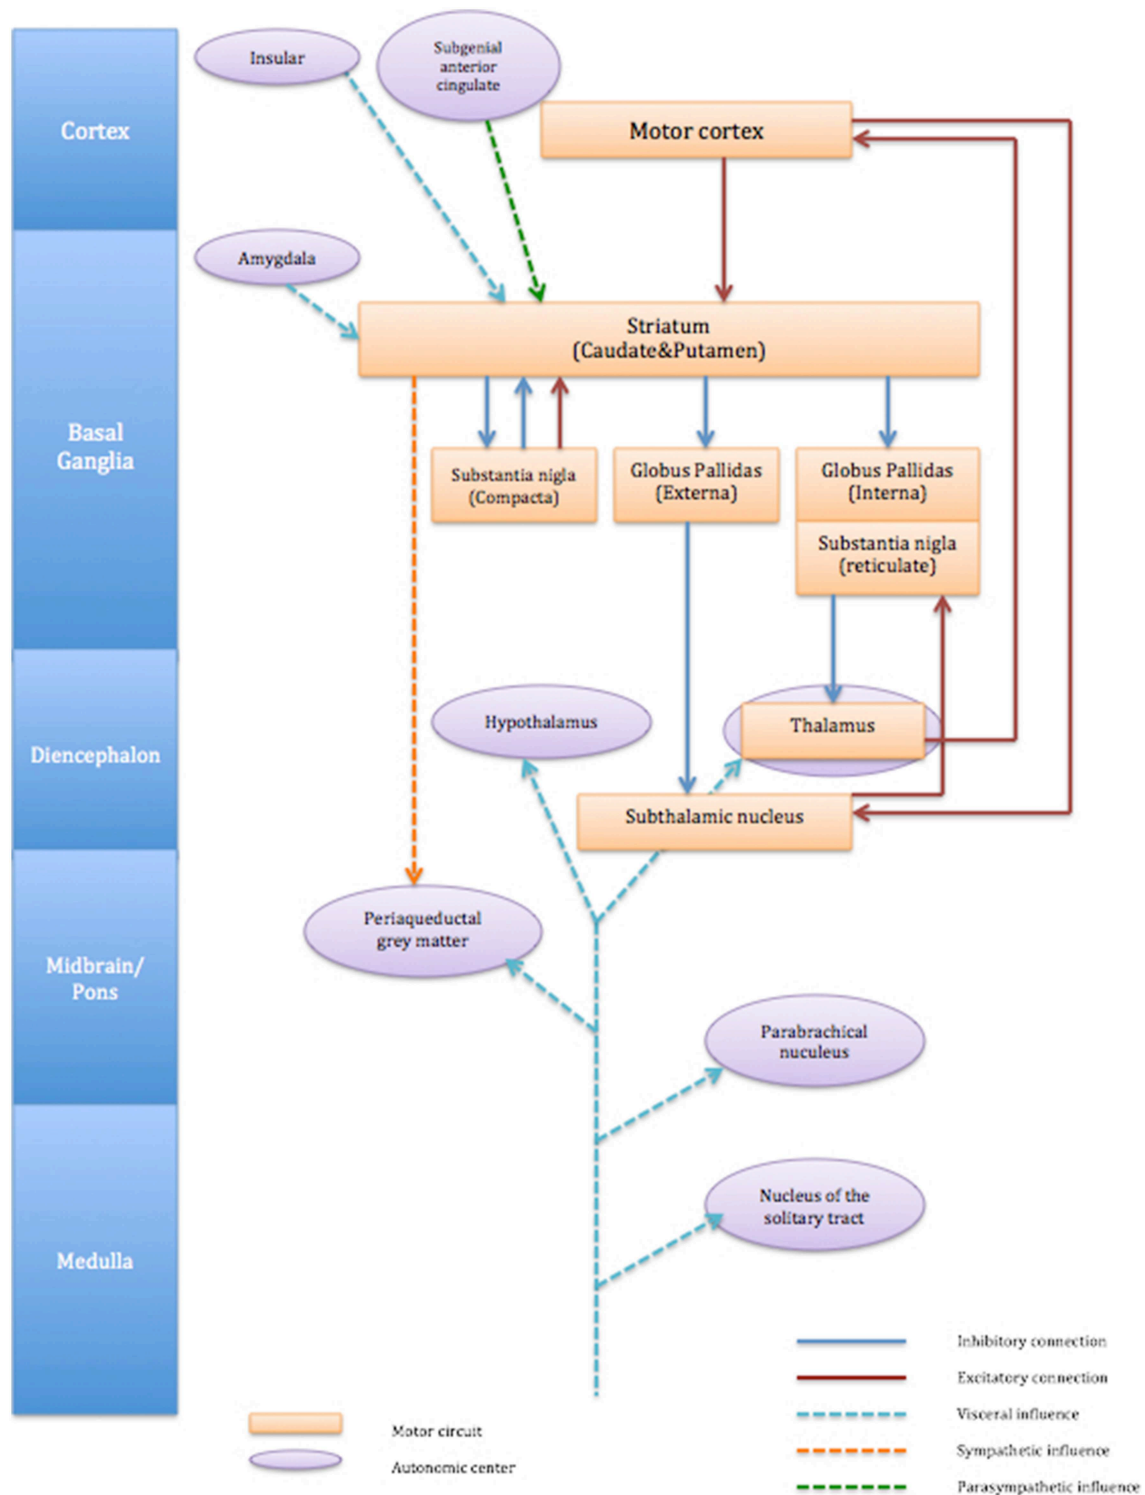 Cortex
Basal
Ganglia
Diencephalon
Midbrain/
Pons
Medulla
Insular
Subgenial
anterior
cingulate
Motor cortex
Amygdala
Striatum
(Caudate&Putamen)
Substantia nigla
(Compacta)
Globus Pallidas
(Externa)
Globus Pallidas
(Interna)
Substantia nigla
(reticulate)
Hypothalamus
Thalamus
Subthalamic nucleus
Periaqueductal
grey matter
Parabrachical
nuculeus
Nucleus of the
solitary tract
Motor circuit
Autonomic center
Inhibitory connection
Excitatory connection
Visceral influence
Sympathetic influence
Parasympathetic influence